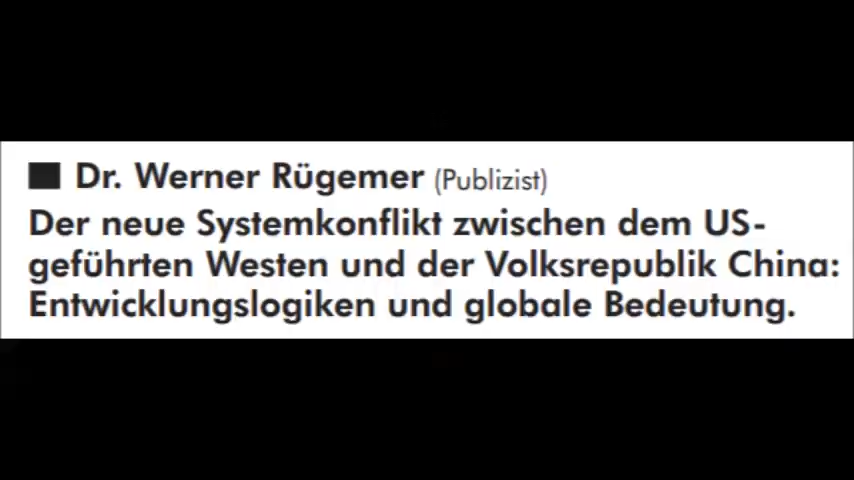 ■ Dr. Werner Rügemer (Publizist)
Der neue Systemkonflikt zwischen dem US-
geführten Westen und der Volksrepublik China:
Entwicklungslogiken und globale Bedeutung.